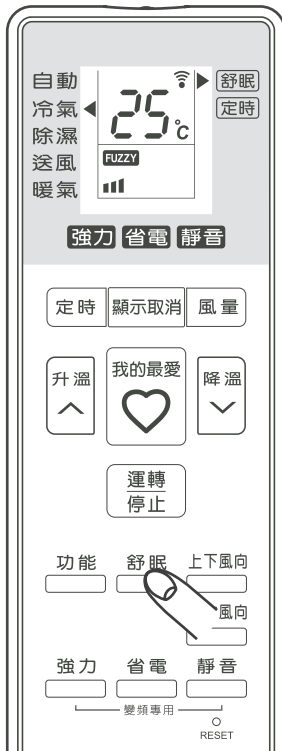 自動
舒眠
冷氣
定時
除濕
送風
暖氣
25℃
FUZZY
強力 省電 靜音
定時 顯示取消 風量
升溫 我的最愛 降溫
運轉
停止
功能 舒眠 上下風向
風向
強力 省電 靜音
變頻專用
RESET